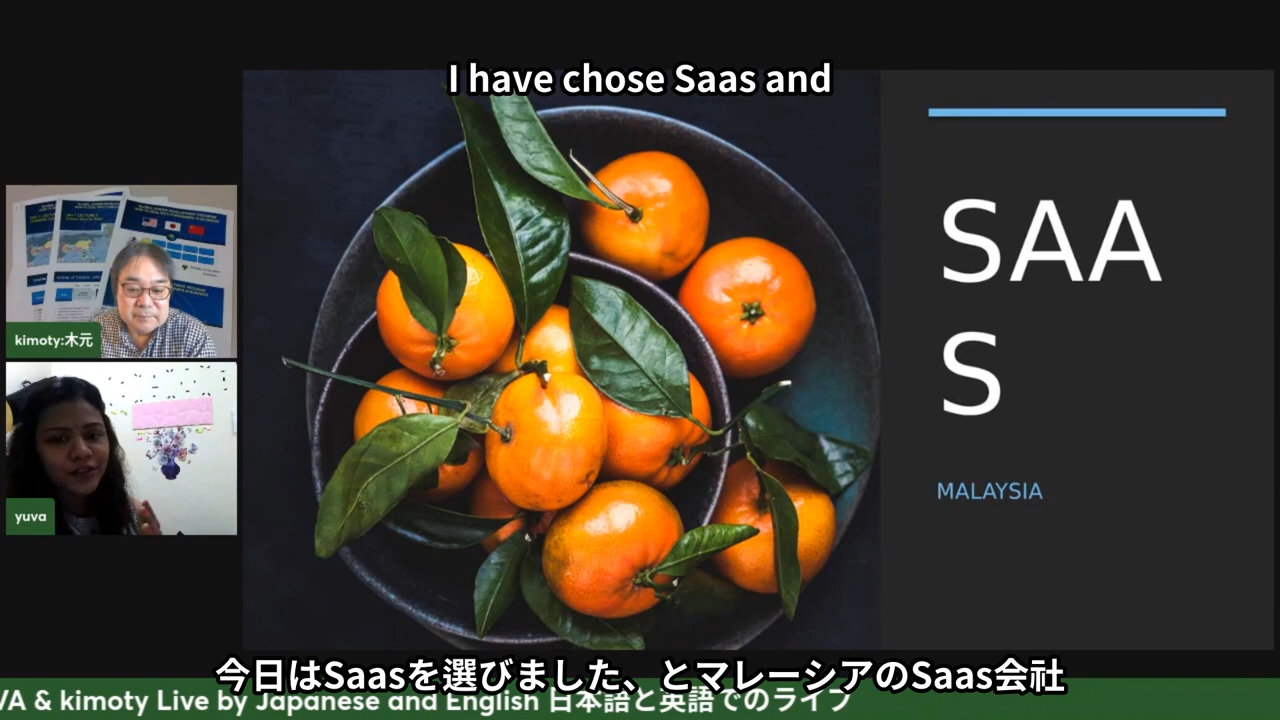 I have chose Saas and
SAA
S
MALAYSIA
kimoty:木元
yuva
今日はSaasを選びました、とマレーシアのSaas会社
VA & kimoty Live by Japanese and English 日本語と英語でのライブ